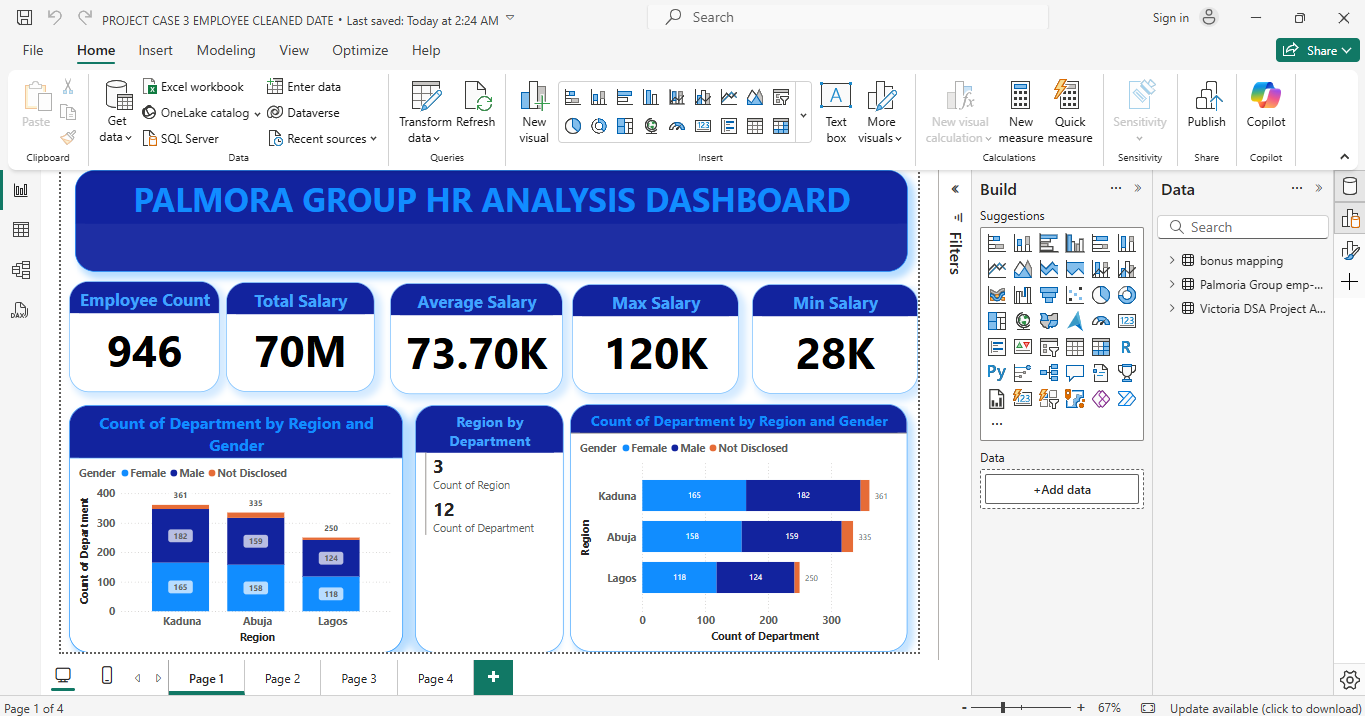 PROJECT CASE 3 EMPLOYEE CLEANED DATE • Last saved: Today at 2:24 AM
Search
Sign in
File
Home
Insert
Modeling
View
Optimize
Help
Share
Paste
Clipboard
Get
data
Excel workbook
OneLake catalog
SQL Server
Enter data
Dataverse
Recent sources
Data
Transform
data
Refresh
Queries
New
visual
Text
box
More
visuals
Insert
New visual
calculation
New
measure
Quick
measure
Calculations
Sensitivity
Sensitivity
Publish
Share
Copilot
Copilot
PALMORA GROUP HR ANALYSIS DASHBOARD
Employee Count
946
Total Salary
70M
Average Salary
73.70K
Max Salary
120K
Min Salary
28K
Count of Department by Region and
Gender
Gender Female Male Not Disclosed
Count of Department
400
300
200
100
0
361
182
165
335
159
158
250
124
118
Kaduna
Abuja
Lagos
Region
Region by
Department
3
Count of Region
12
Count of Department
Count of Department by Region and Gender
Gender Female Male Not Disclosed
Region
Kaduna
165
182
361
Abuja
158
159
335
Lagos
118
124
250
0
100
200
300
Count of Department
Filters
Build
Suggestions
123
R
Py
123
...
Data
+Add data
Data
Search
bonus mapping
Palmoria Group emp-...
Victoria DSA Project A...
DAX
Page 1
Page 2
Page 3
Page 4
+
Page 1 of 4
- + 67%
Update available (click to download)